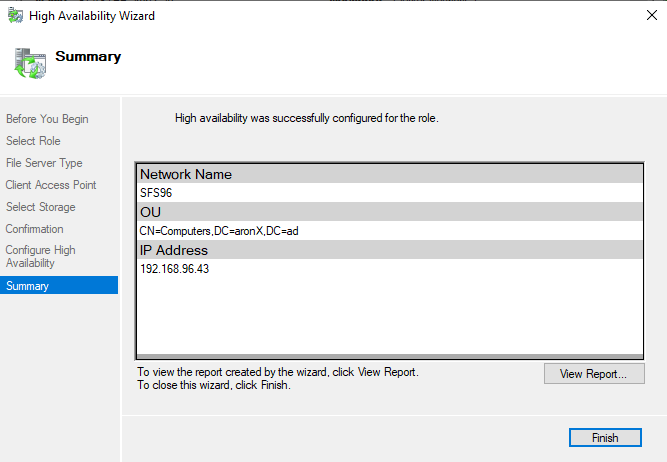 High Availability Wizard
Summary
Before You Begin
Select Role
File Server Type
Client Access Point
Select Storage
Confirmation
Configure High
Availability
Summary
High availability was successfully configured for the role.
Network Name
SFS96
OU
CN=Computers,DC=aronX,DC=ad
IP Address
192.168.96.43
To view the report created by the wizard, click View Report.
To close this wizard, click Finish.
View Report...
Finish